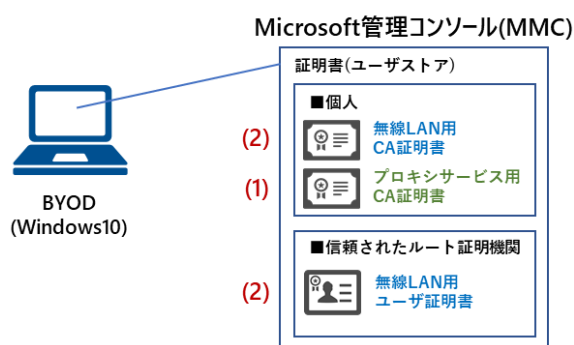 Microsoft管理コンソール(MMC)
証明書(ユーザストア)
■個人
(2)
無線LAN用
CA証明書
(1)
プロキシサービス用
CA証明書
BYOD
(Windows10)
■信頼されたルート証明機関
(2)
無線LAN用
ユーザ証明書